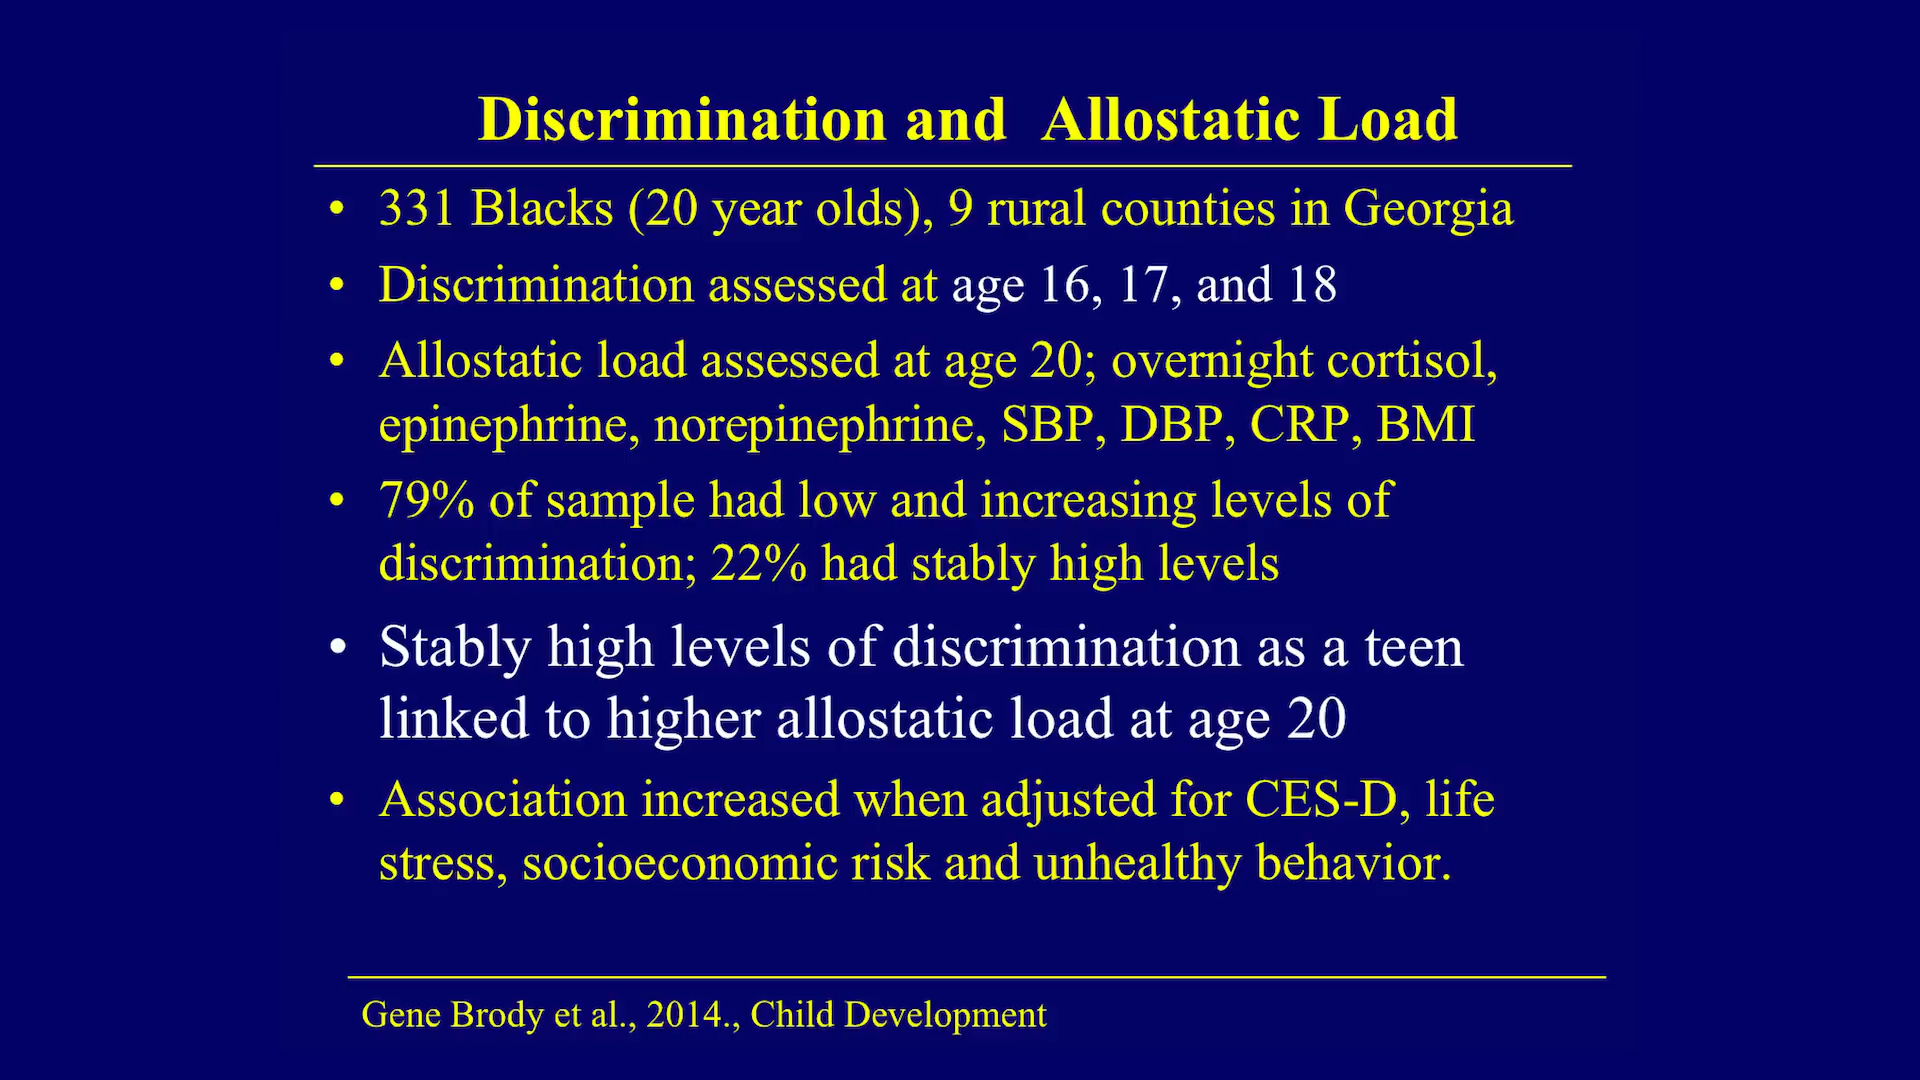 Discrimination and Allostatic Load
• 331 Blacks (20 year olds), 9 rural counties in Georgia
• Discrimination assessed at age 16, 17, and 18
• Allostatic load assessed at age 20; overnight cortisol,
epinephrine, norepinephrine, SBP, DBP, CRP, BMI
• 79% of sample had low and increasing levels of
discrimination; 22% had stably high levels
• Stably high levels of discrimination as a teen
linked to higher allostatic load at age 20
• Association increased when adjusted for CES-D, life
stress, socioeconomic risk and unhealthy behavior.
Gene Brody et al., 2014., Child Development